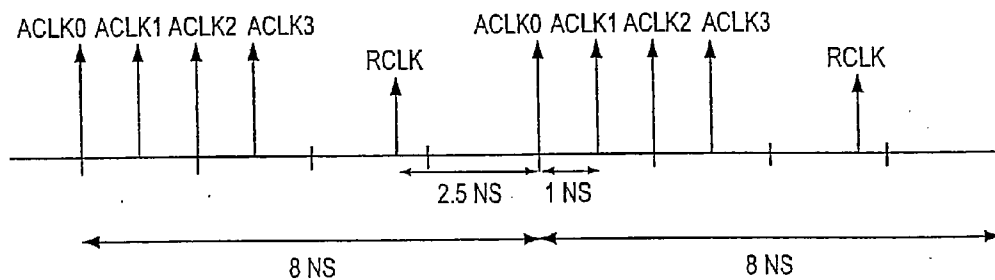 ACLK0 ACLK1 ACLK2 ACLK3 ACLK0 ACLK1 ACLK2 ACLK3
RCLK RCLK
2.5 NS 1 NS
8 NS 8 NS